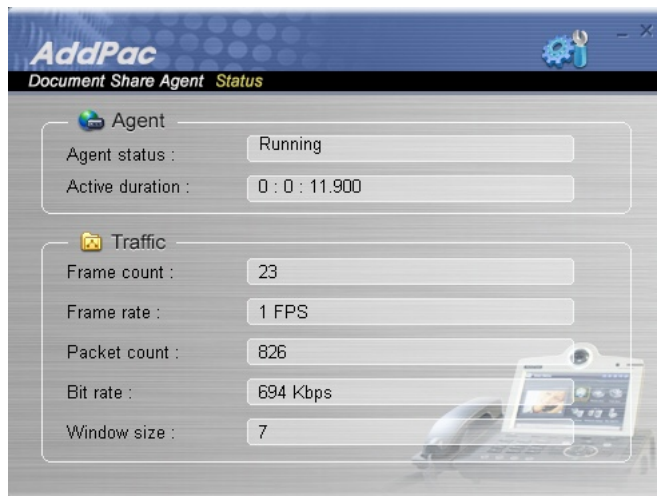 AddPac
Document Share Agent Status
Agent
Agent status : Running
Active duration : 0 : 0 : 11.900
Traffic
Frame count : 23
Frame rate : 1 FPS
Packet count : 826
Bit rate : 694 Kbps
Window size : 7